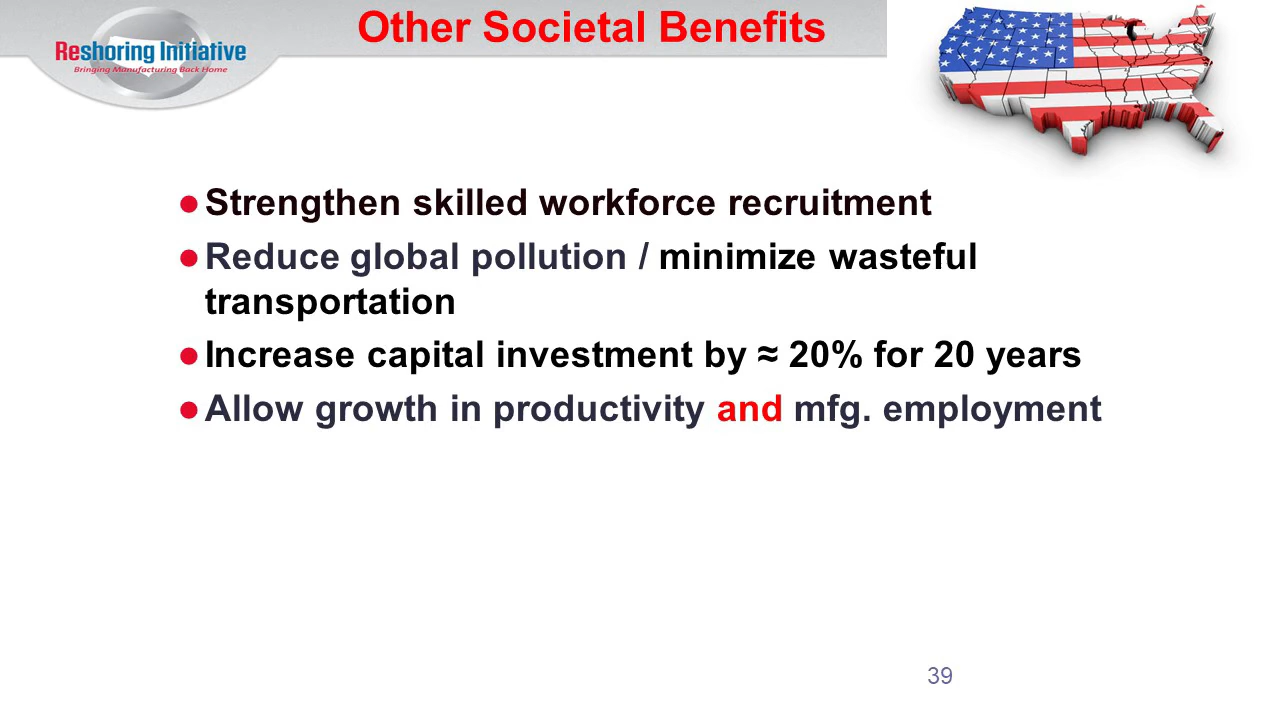 Other Societal Benefits
Reshoring Initiative
Bringing Manufacturing Back Home
● Strengthen skilled workforce recruitment
● Reduce global pollution / minimize wasteful
transportation
● Increase capital investment by ≈ 20% for 20 years
● Allow growth in productivity and mfg. employment
39